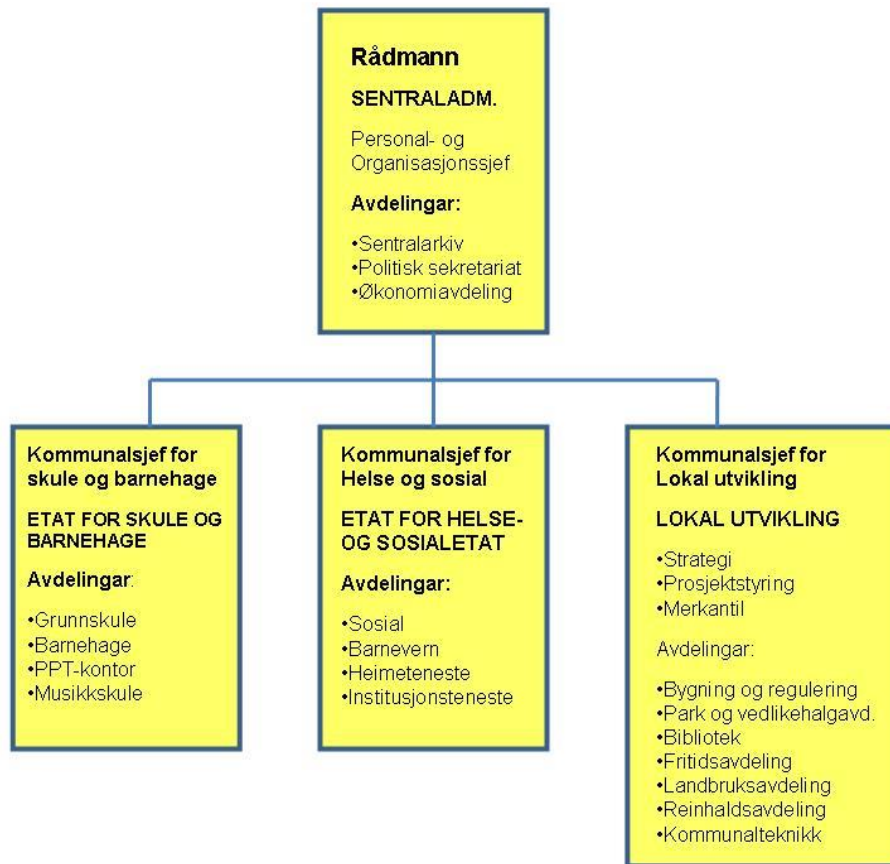 Rådmann
SENTRALADM.
Personal- og
Organisasjonssjef
Avdelingar:
•Sentralarkiv
•Politisk sekretariat
•Økonomiavdeling
Kommunalsjef for
skule og barnehage
ETAT FOR SKULE OG
BARNEHAGE
Avdelingar:
•Grunnskule
•Barnehage
•PPT-kontor
•Musikkskule
Kommunalsjef for
Helse og sosial
ETAT FOR HELSE-
OG SOSIALETAT
Avdelingar:
•Sosial
•Barnevern
•Heimeteneste
•Institusjonsteneste
Kommunalsjef for
Lokal utvikling
LOKAL UTVIKLING
•Strategi
•Prosjektstyring
•Merkantil
Avdelingar:
•Bygning og regulering
•Park og vedlikehalgavd.
•Bibliotek
•Fritidsavdeling
•Landbruksavdeling
•Reinhaldsavdeling
•Kommunalteknikk